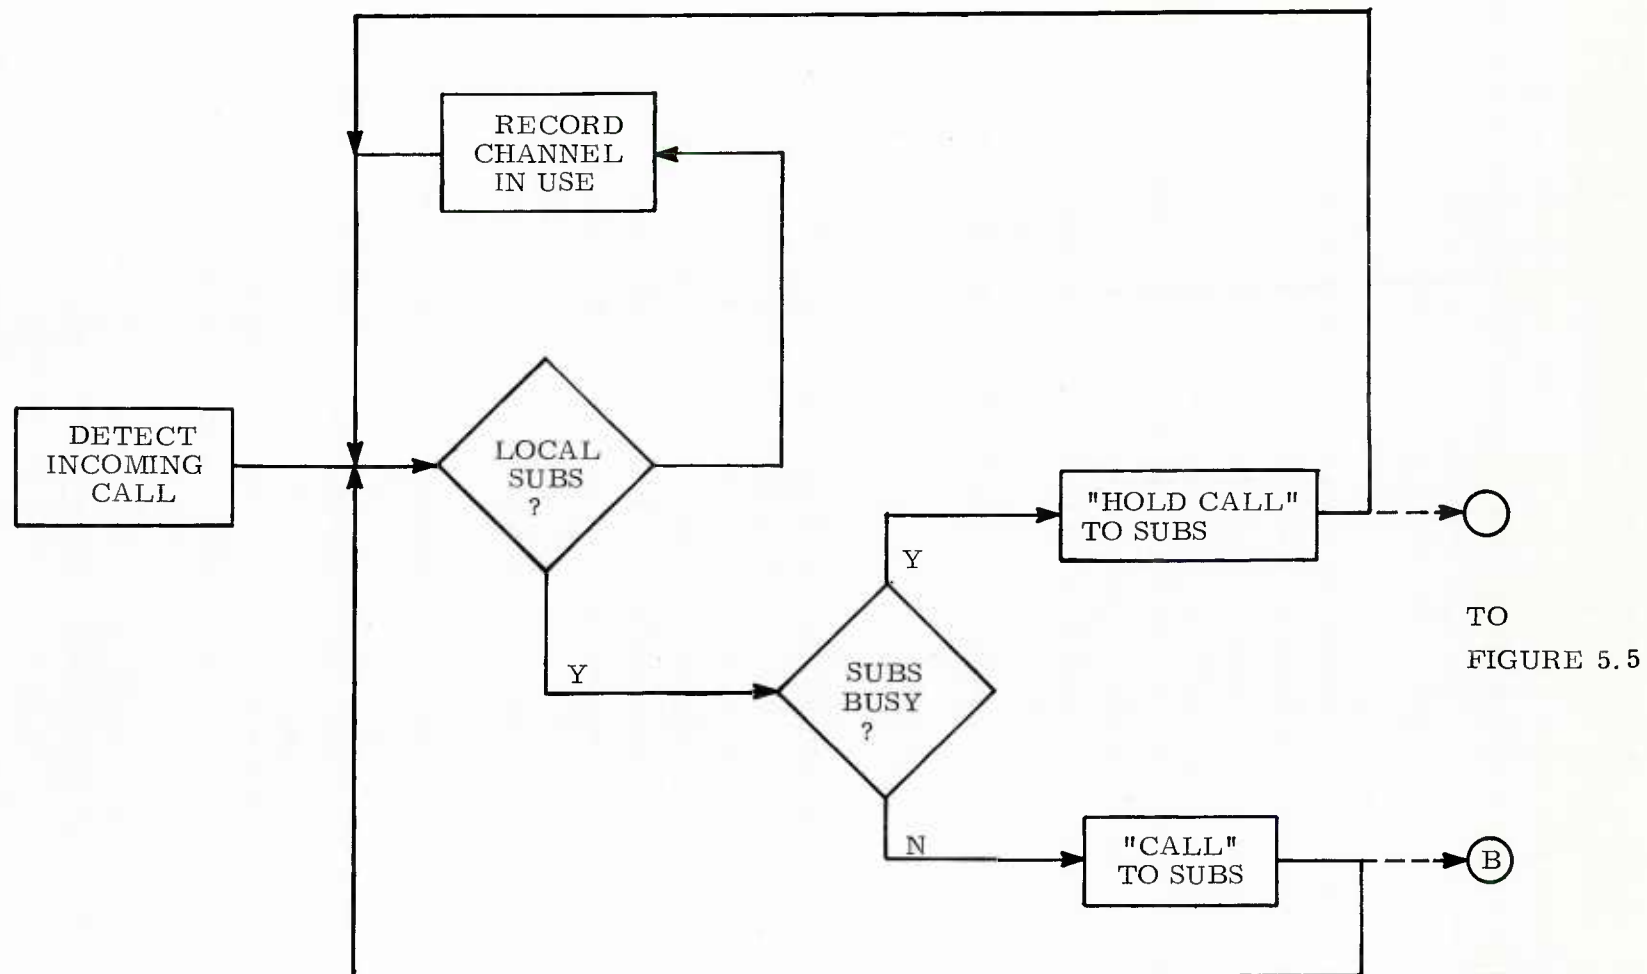 RECORD
CHANNEL
IN USE
DETECT
INCOMING
CALL
LOCAL
SUBS
?
Y
"HOLD CALL"
TO SUBS
Y
SUBS
BUSY
?
TO
FIGURE 5.5
N
"CALL"
TO SUBS
B